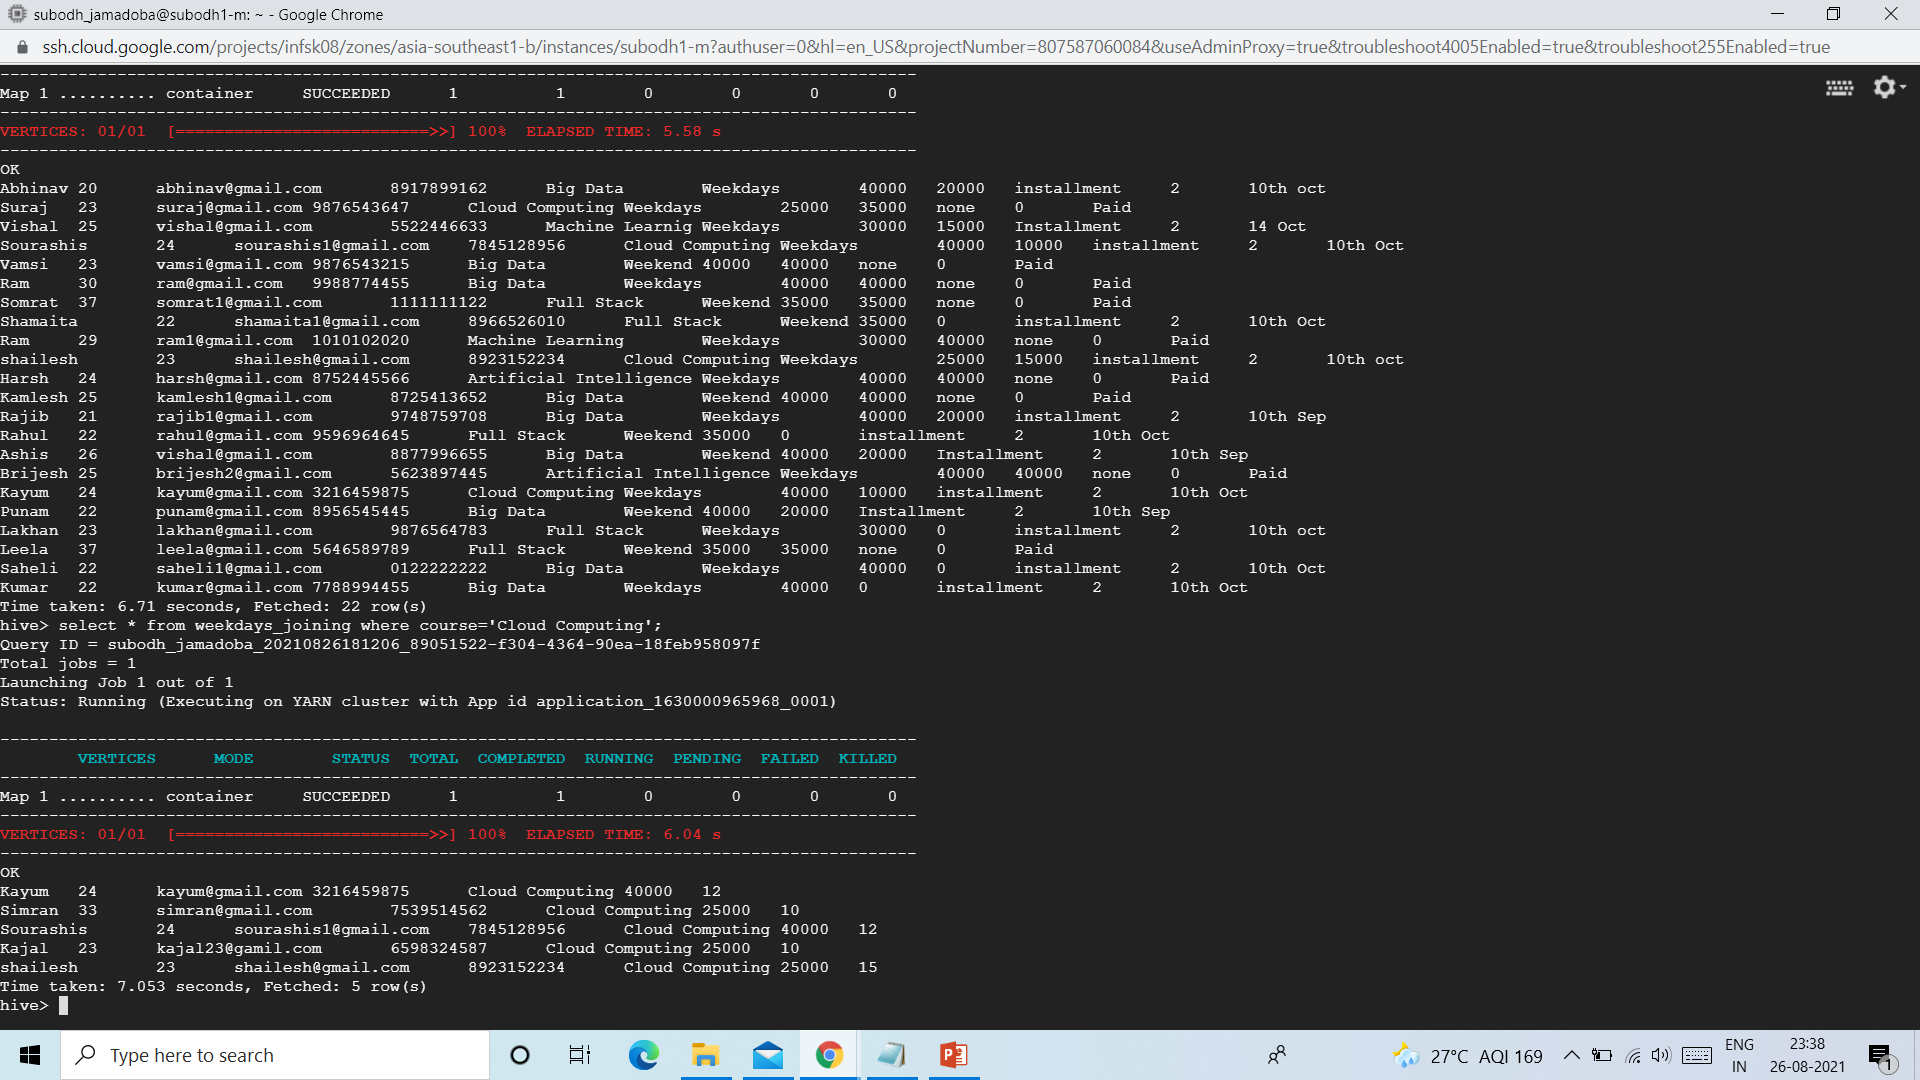 subodh_jamadoba@subodh1-m: ~ - Google Chrome
ssh.cloud.google.com/projects/infsk08/zones/asia-southeast1-b/instances/subodh1-m?authuser=0&hl=en_US&projectNumber=807587060084&useAdminProxy=true&troubleshoot4005Enabled=true&troubleshoot255Enabled=true
----------------------------------------------------------------------------------------------
Map 1 .......... container     SUCCEEDED      1          1        0        0       0       0
----------------------------------------------------------------------------------------------
VERTICES: 01/01  [==========================>>] 100%  ELAPSED TIME: 5.58 s
----------------------------------------------------------------------------------------------
OK
Abhinav 20      abhinav@gmail.com       8917899162      Big Data        Weekdays        40000   20000   installment     2       10th oct
Suraj   23      suraj@gmail.com 9876543647      Cloud Computing Weekdays        25000   35000   none    0       Paid
Vishal  25      vishal@gmail.com        5522446633      Machine Learnig Weekdays        30000   15000   Installment     2       14 Oct
Sourashis       24      sourashis1@gmail.com    7845128956      Cloud Computing Weekdays        40000   10000   installment     2       10th Oct
Vamsi   23      vamsi@gmail.com 9876543215      Big Data        Weekend 40000   40000   none    0       Paid
Ram     30      ram@gmail.com   9988774455      Big Data        Weekdays        40000   40000   none    0       Paid
Somrat  37      somrat1@gmail.com       1111111122      Full Stack      Weekend 35000   35000   none    0       Paid
Shamaita        22      shamaita1@gmail.com     8966526010      Full Stack      Weekend 35000   0       installment     2       10th Oct
Ram     29      ram1@gmail.com  1010102020      Machine Learning        Weekdays        30000   40000   none    0       Paid
shailesh        23      shailesh@gmail.com      8923152234      Cloud Computing Weekdays        25000   15000   installment     2       10th oct
Harsh   24      harsh@gmail.com 8752445566      Artificial Intelligence Weekdays        40000   40000   none    0       Paid
Kamlesh 25      kamlesh1@gmail.com      8725413652      Big Data        Weekend 40000   40000   none    0       Paid
Rajib   21      rajib1@gmail.com        9748759708      Big Data        Weekdays        40000   20000   installment     2       10th Sep
Rahul   22      rahul@gmail.com 9596964645      Full Stack      Weekend 35000   0       installment     2       10th Oct
Ashis   26      vishal@gmail.com        8877996655      Big Data        Weekend 40000   20000   Installment     2       10th Sep
Brijesh 25      brijesh2@gmail.com      5623897445      Artificial Intelligence Weekdays        40000   40000   none    0       Paid
Kayum   24      kayum@gmail.com 3216459875      Cloud Computing Weekdays        40000   10000   installment     2       10th Oct
Punam   22      punam@gmail.com 8956545445      Big Data        Weekend 40000   20000   Installment     2       10th Sep
Lakhan  23      lakhan@gmail.com        9876564783      Full Stack      Weekdays        30000   0       installment     2       10th oct
Leela   37      leela@gmail.com 5646589789      Full Stack      Weekend 35000   35000   none    0       Paid
Saheli  22      saheli1@gmail.com       0122222222      Big Data        Weekdays        40000   0       installment     2       10th Oct
Kumar   22      kumar@gmail.com 7788994455      Big Data        Weekdays        40000   0       installment     2       10th Oct
Time taken: 6.71 seconds, Fetched: 22 row(s)
hive> select * from weekdays_joining where course='Cloud Computing';
Query ID = subodh_jamadoba_20210826181206_89051522-f304-4364-90ea-18feb958097f
Total jobs = 1
Launching Job 1 out of 1
Status: Running (Executing on YARN cluster with App id application_1630000965968_0001)
----------------------------------------------------------------------------------------------
        VERTICES      MODE        STATUS  TOTAL  COMPLETED  RUNNING  PENDING  FAILED  KILLED
----------------------------------------------------------------------------------------------
Map 1 .......... container     SUCCEEDED      1          1        0        0       0       0
----------------------------------------------------------------------------------------------
VERTICES: 01/01  [==========================>>] 100%  ELAPSED TIME: 6.04 s
----------------------------------------------------------------------------------------------
OK
Kayum   24      kayum@gmail.com 3216459875      Cloud Computing 40000   12
Simran  33      simran@gmail.com        7539514562      Cloud Computing 25000   10
Sourashis       24      sourashis1@gmail.com    7845128956      Cloud Computing 40000   12
Kajal   23      kajal23@gamil.com       6598324587      Cloud Computing 25000   10
shailesh        23      shailesh@gmail.com      8923152234      Cloud Computing 25000   15
Time taken: 7.053 seconds, Fetched: 5 row(s)
hive>
Type here to search
27°C AQI 169
ENG
IN
23:38
26-08-2021
1